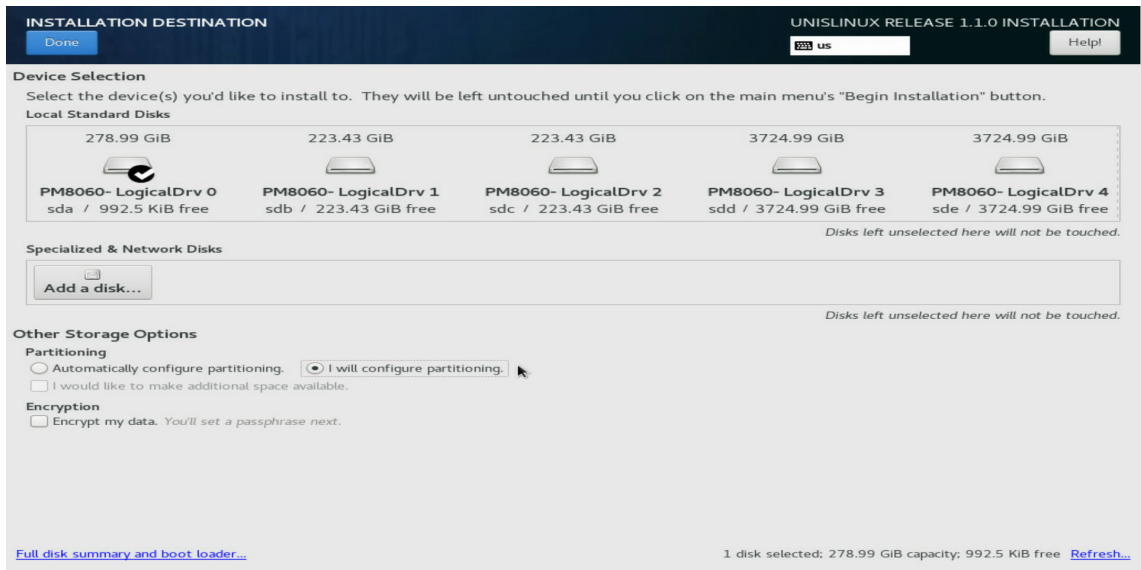 INSTALLATION DESTINATION
UNISLINUX RELEASE 1.1.0 INSTALLATION
Done
us
Help!
Device Selection
Select the device(s) you'd like to install to. They will be left untouched until you click on the main menu's "Begin Installation" button.
Local Standard Disks
278.99 GiB
PM8060- LogicalDrv 0
sda / 992.5 KiB free
223.43 GiB
PM8060- LogicalDrv 1
sdb / 223.43 GiB free
223.43 GiB
PM8060- LogicalDrv 2
sdc / 223.43 GiB free
3724.99 GiB
PM8060- LogicalDrv 3
sdd / 3724.99 GiB free
3724.99 GiB
PM8060- LogicalDrv 4
sde / 3724.99 GiB free
Disks left unselected here will not be touched.
Specialized & Network Disks
Add a disk...
Disks left unselected here will not be touched.
Other Storage Options
Partitioning
Automatically configure partitioning. I will configure partitioning.
I would like to make additional space available.
Encryption
Encrypt my data. You'll set a passphrase next.
Full disk summary and boot loader...
1 disk selected; 278.99 GiB capacity; 992.5 KiB free Refresh...